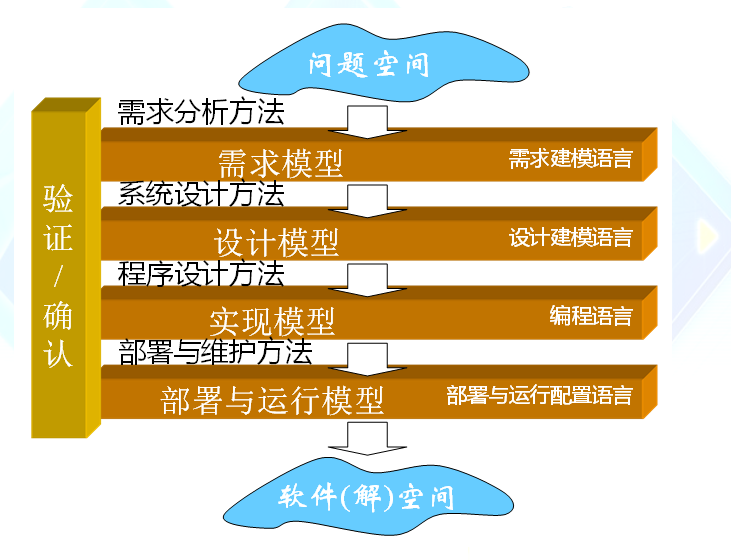 问题空间
需求分析方法
需求模型
需求建模语言
系统设计方法
设计模型
设计建模语言
程序设计方法
实现模型
编程语言
部署与维护方法
部署与运行模型
部署与运行配置语言
验证/确认
软件(解)空间